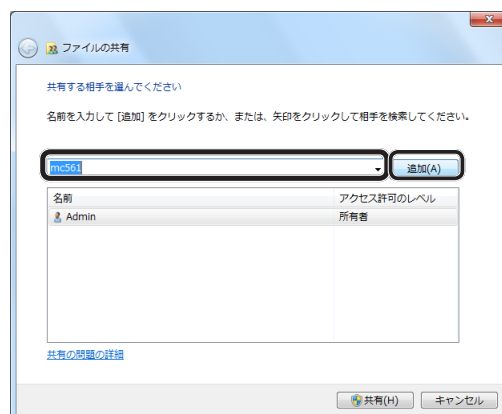 ファイルの共有
共有する相手を選んでください
名前を入力して [追加] をクリックするか、または、矢印をクリックして相手を検索してください。
mc561 追加(A)
名前 アクセス許可のレベル
Admin 所有者
共有の問題の詳細
共有(H) キャンセル